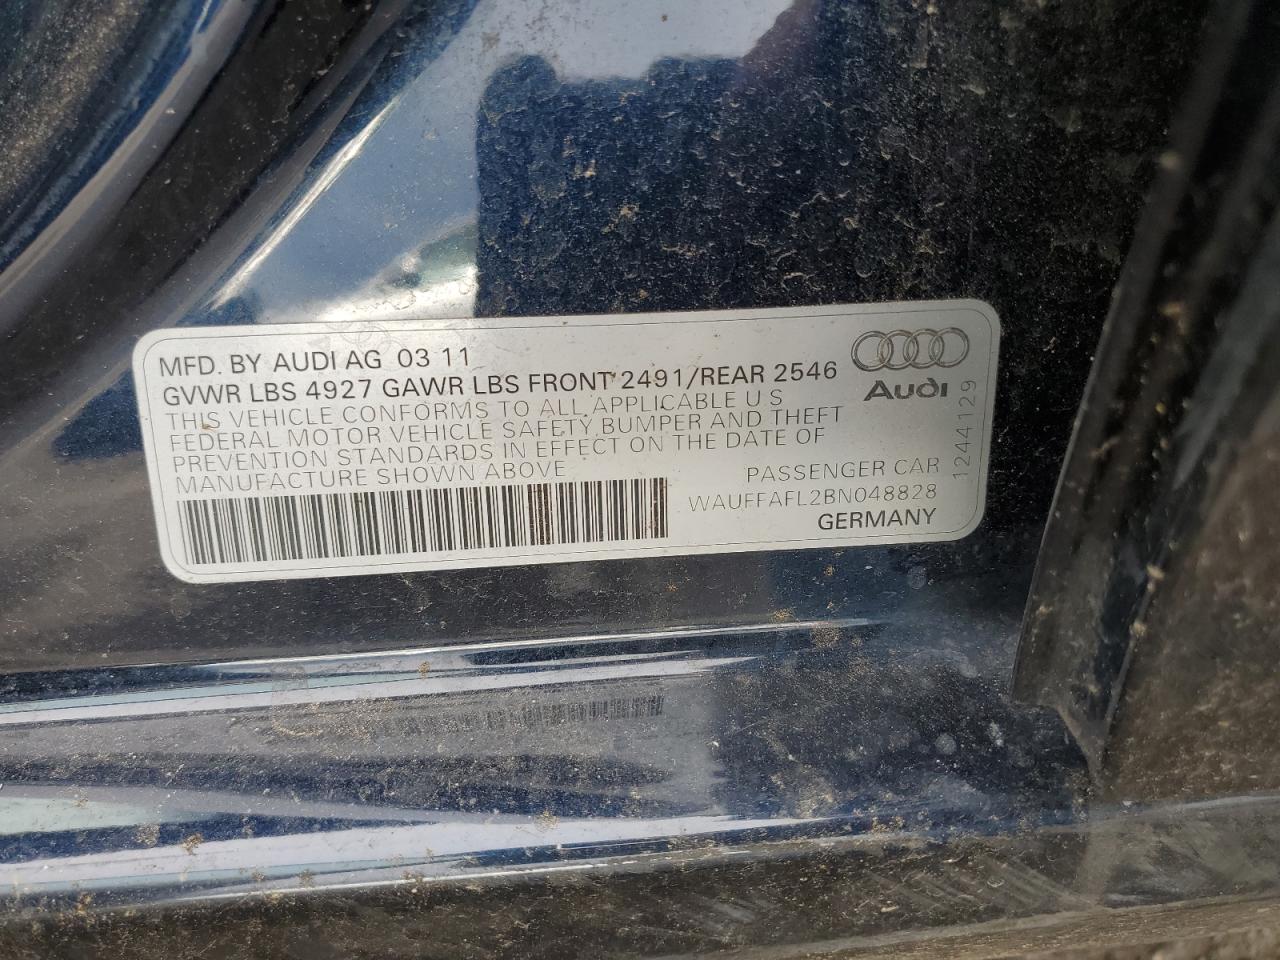 MFD. BY AUDI AG 03 11
GVWR LBS 4927 GAWR LBS FRONT 2491/REAR 2546
THIS VEHICLE CONFORMS TO ALL APPLICABLE U S
FEDERAL MOTOR VEHICLE SAFETY, BUMPER AND THEFT
PREVENTION STANDARDS IN EFFECT ON THE DATE OF
MANUFACTURE SHOWN ABOVE
Audi
PASSENGER CAR
WAUFFAFL2BN048828
GERMANY
12444129